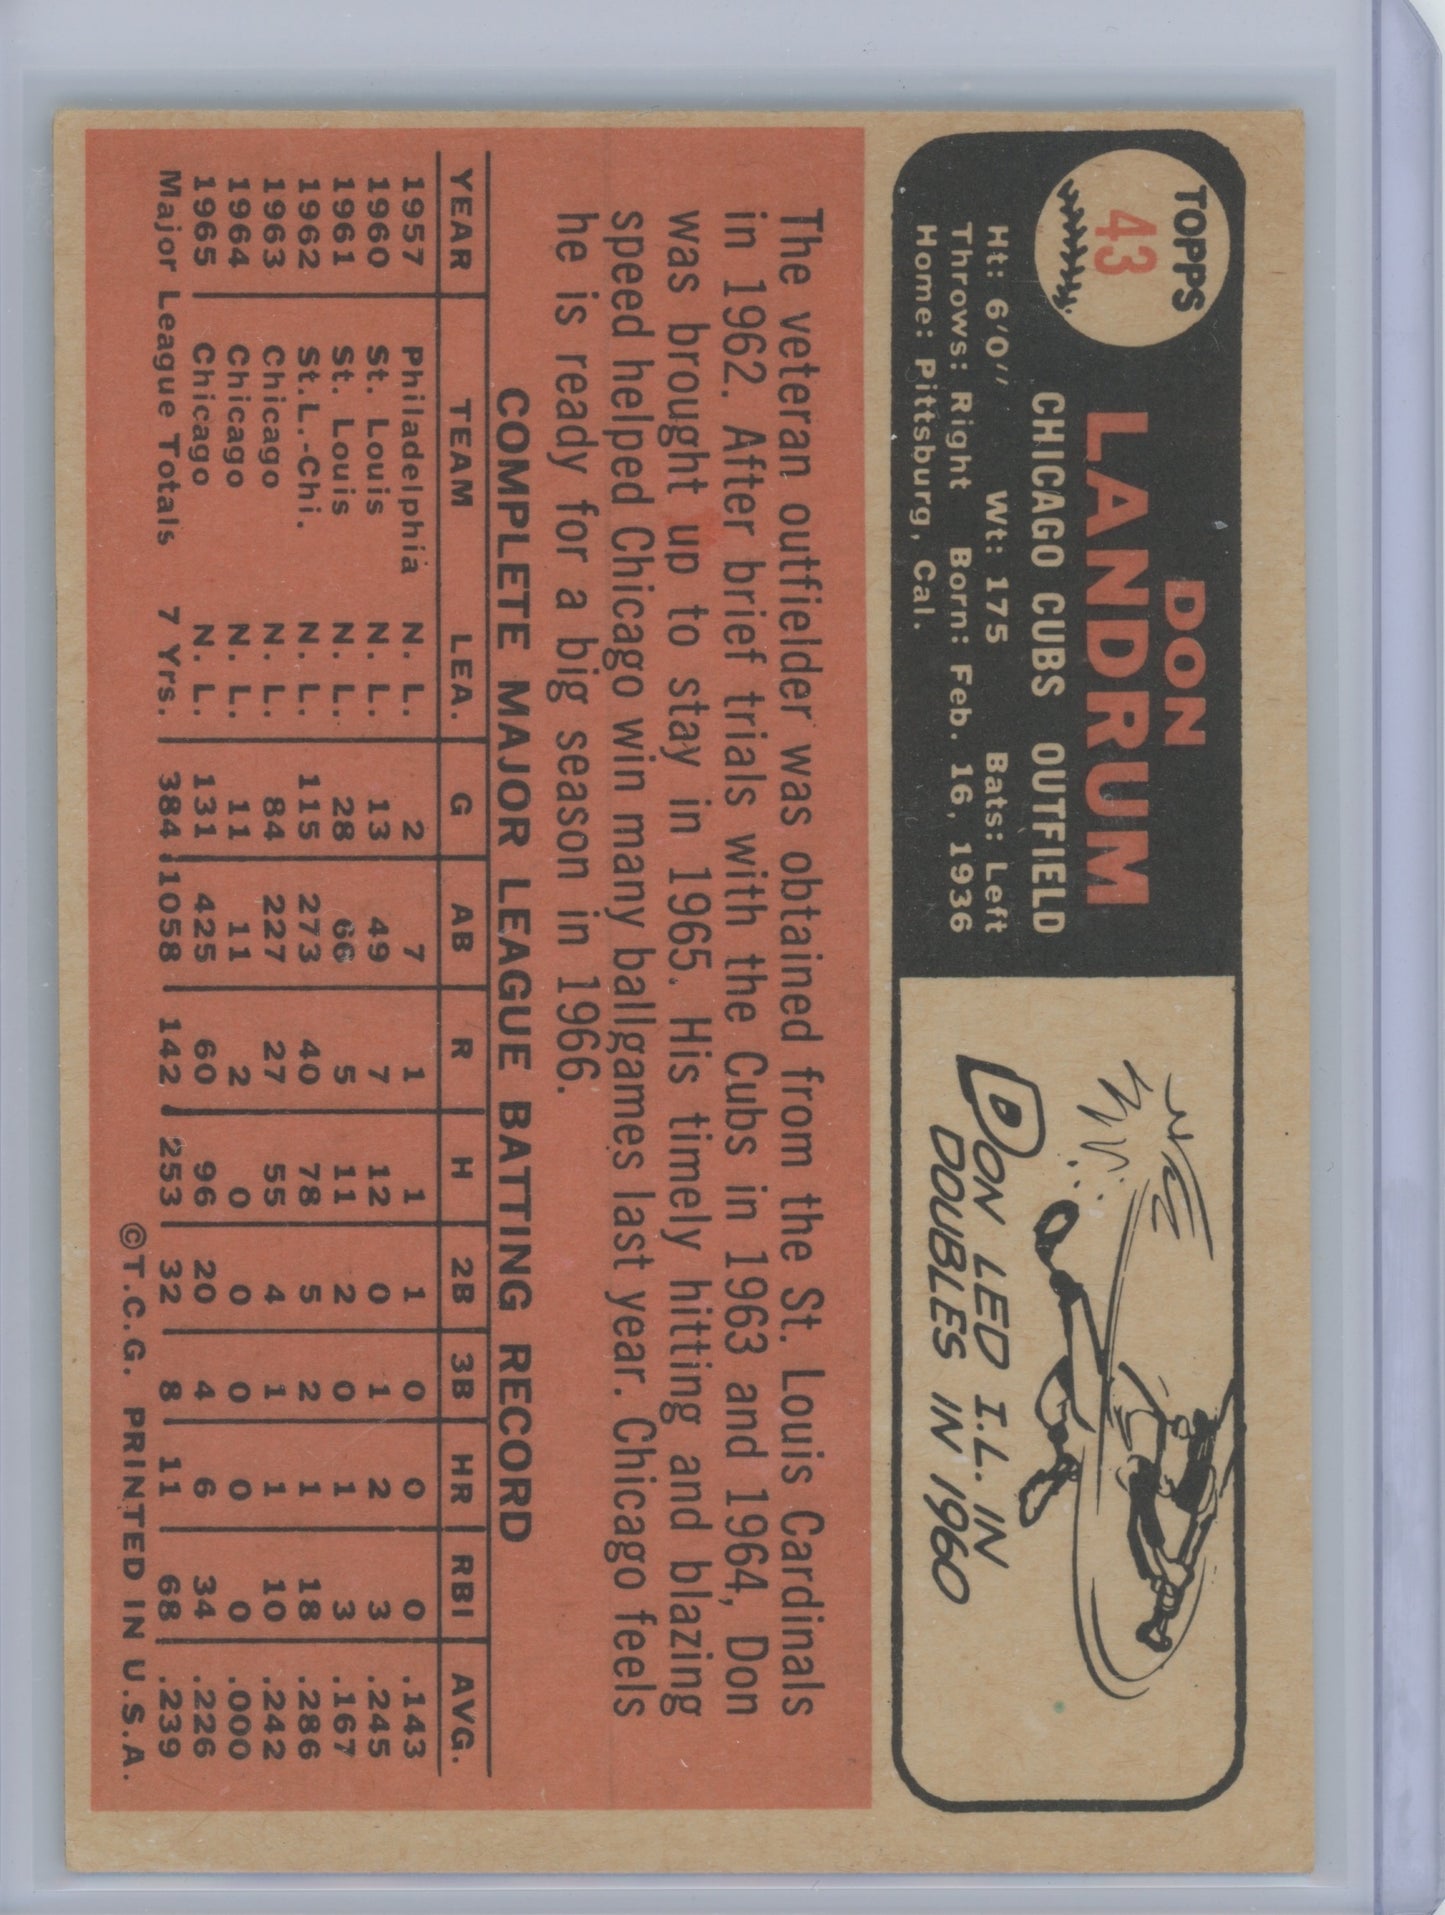 TOPPS
43
DON
LANDRUM
CHICAGO CUBS OUTFIELD
Ht: 6'0'' Wt: 175 Bats: Left
Throws: Right Born: Feb. 16, 1936
Home: Pittsburg, Cal.
DON LED I.L. IN
DOUBLES IN 1960
The veteran outfielder was obtained from the St. Louis Cardinals
in 1962. After brief trials with the Cubs in 1963 and 1964, Don
was brought up to stay in 1965. His timely hitting and blazing
speed helped Chicago win many ballgames last year. Chicago feels
he is ready for a big season in 1966.
COMPLETE MAJOR LEAGUE BATTING RECORD
YEAR TEAM LEA. G AB R H 2B 3B HR RBI AVG.
1957 Philadelphia N. L. 2 7 1 1 1 0 0 0 .143
1960 St. Louis N. L. 13 49 7 12 0 1 2 3 .245
1961 St. Louis N. L. 28 66 5 11 2 0 1 3 .167
1962 St.L.-Chi. N. L. 115 273 40 78 5 2 1 18 .286
1963 Chicago N. L. 84 227 27 55 4 1 1 10 .242
1964 Chicago N. L. 11 11 2 0 0 0 0 0 .000
1965 Chicago N. L. 131 425 60 96 20 4 6 34 .226
Major League Totals 7 Yrs. 384 1058 142 253 32 8 11 68 .239
©T.C.G. PRINTED IN U.S.A.